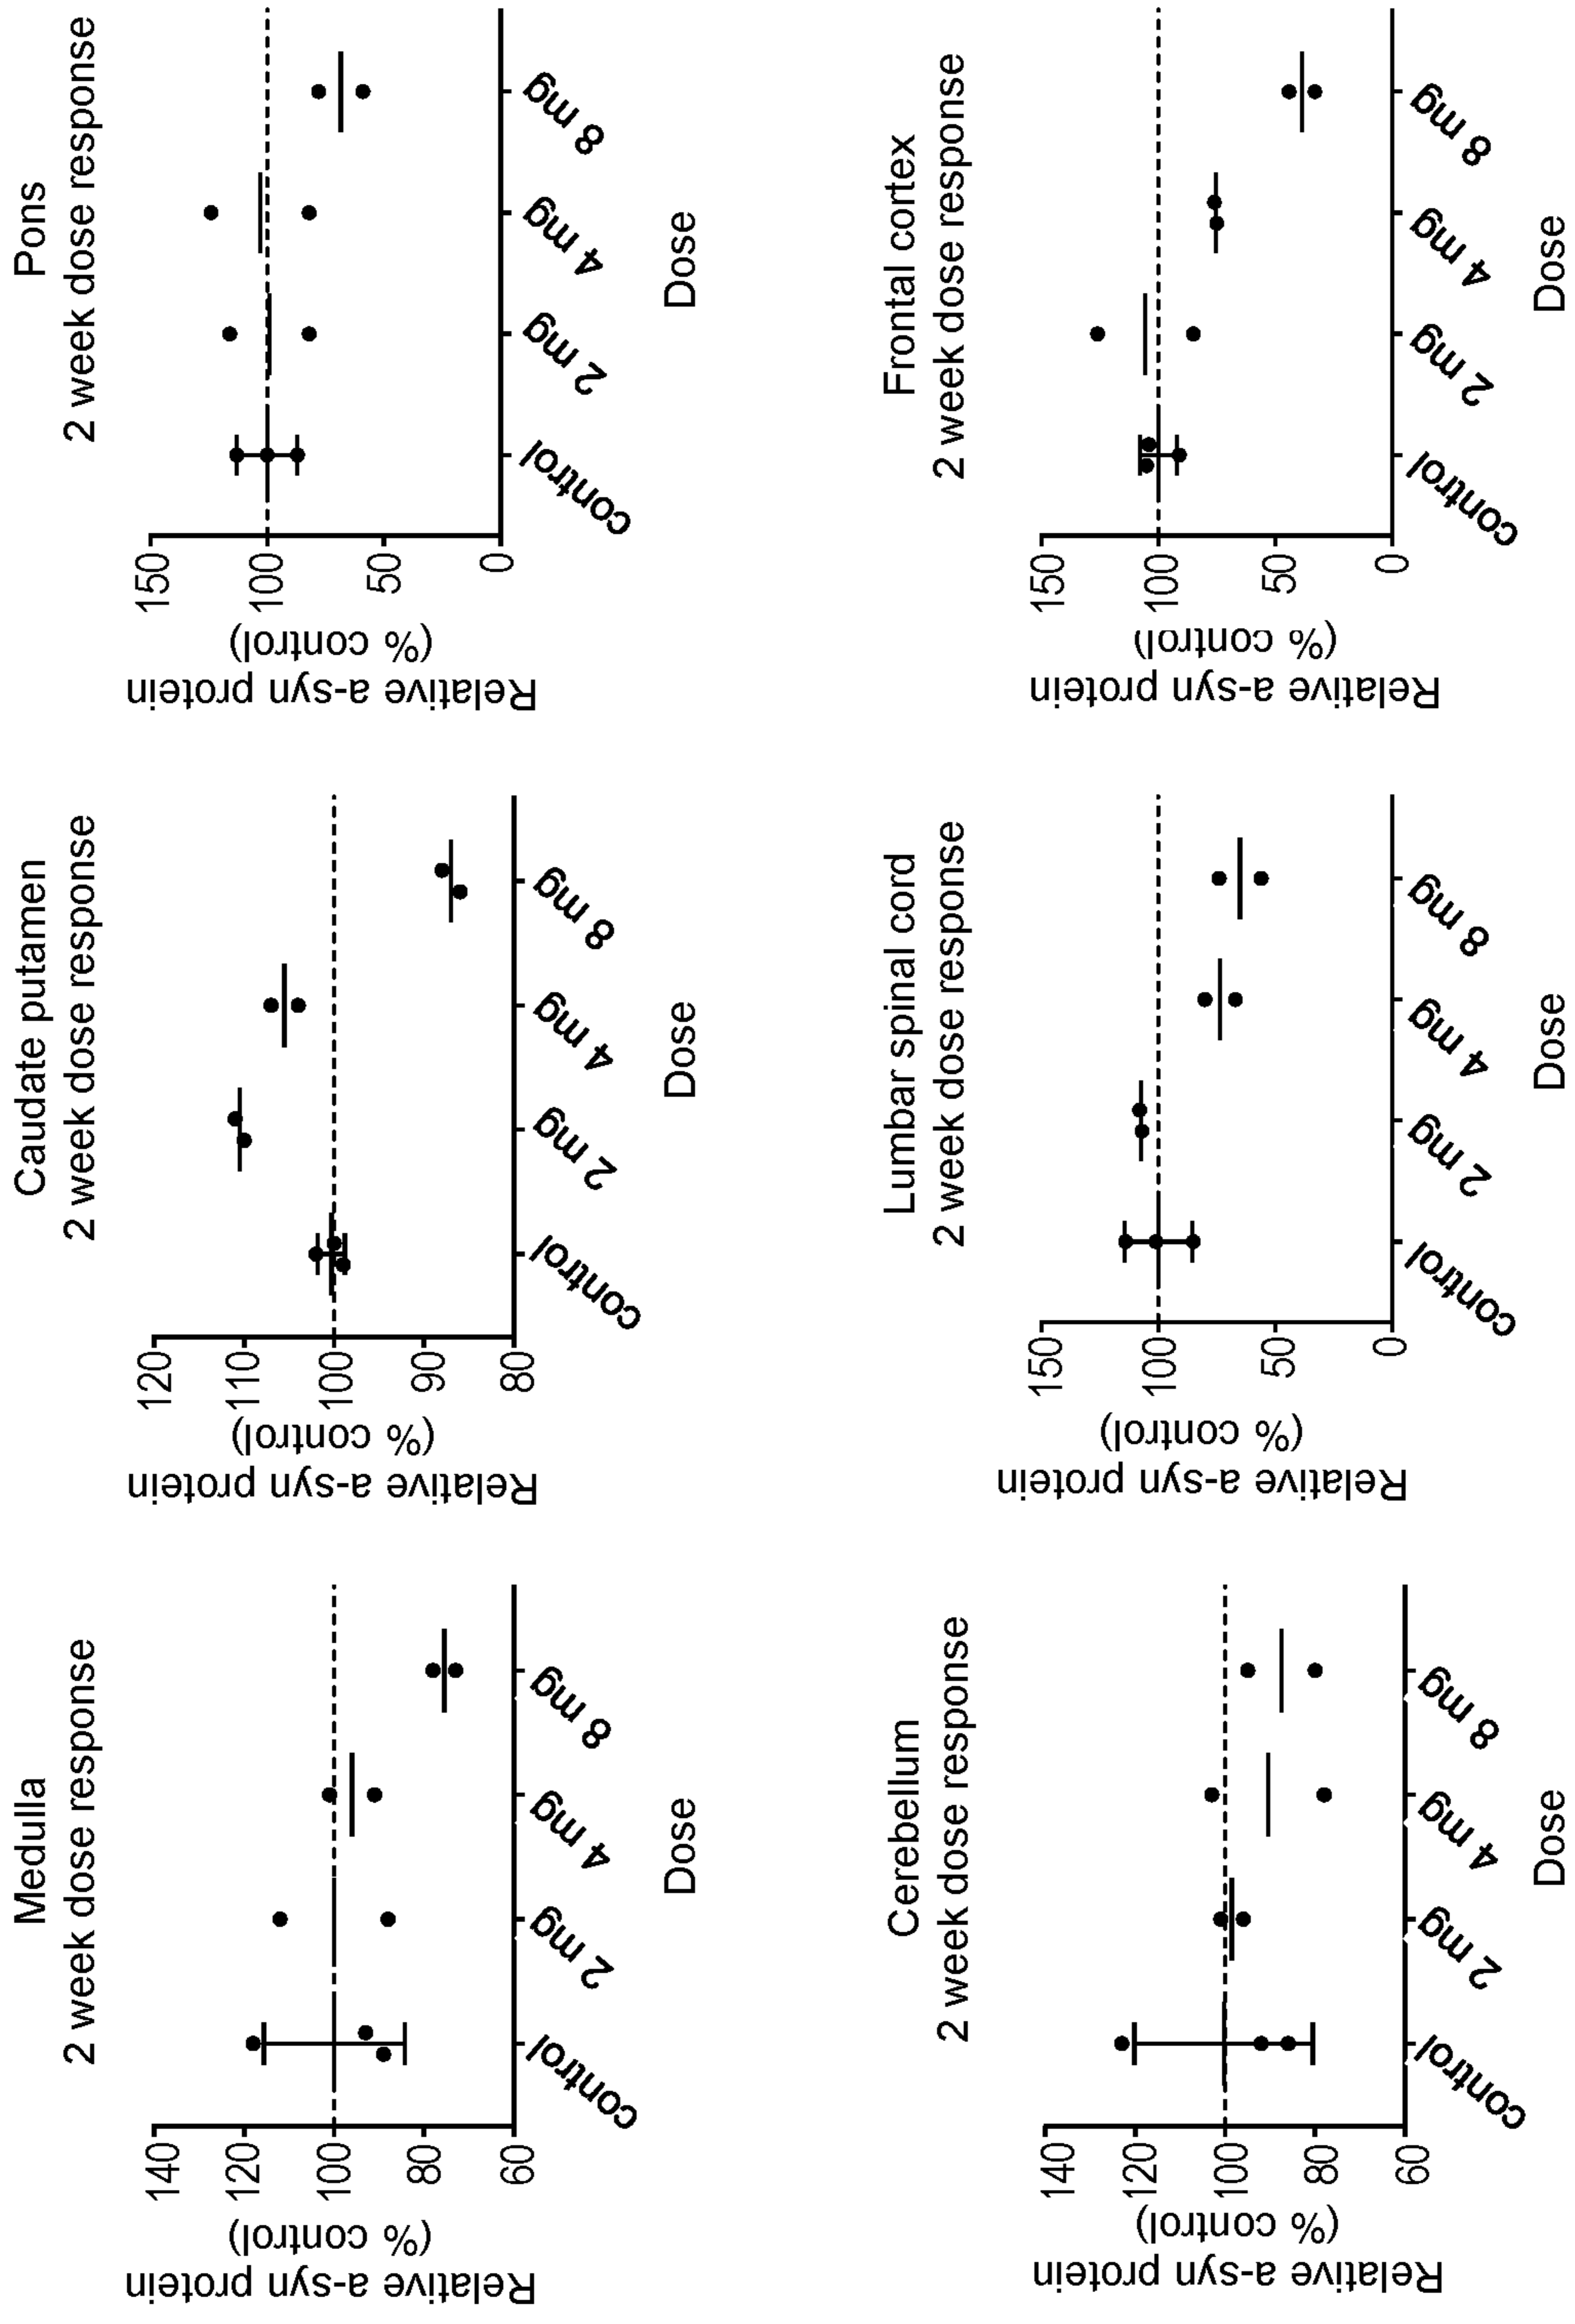 Medulla
2 week dose response
Relative a-syn protein
(% control)
140
120
100
80
60
control
2 mg
4 mg
8 mg
Dose
Caudate putamen
2 week dose response
Relative a-syn protein
(% control)
120
110
100
90
80
control
2 mg
4 mg
8 mg
Dose
Pons
2 week dose response
Relative a-syn protein
(% control)
150
100
50
0
control
2 mg
4 mg
8 mg
Dose
Cerebellum
2 week dose response
Relative a-syn protein
(% control)
140
120
100
80
60
control
2 mg
4 mg
8 mg
Dose
Lumbar spinal cord
2 week dose response
Relative a-syn protein
(% control)
150
100
50
0
control
2 mg
4 mg
8 mg
Dose
Frontal cortex
2 week dose response
Relative a-syn protein
(% control)
150
100
50
0
control
2 mg
4 mg
8 mg
Dose